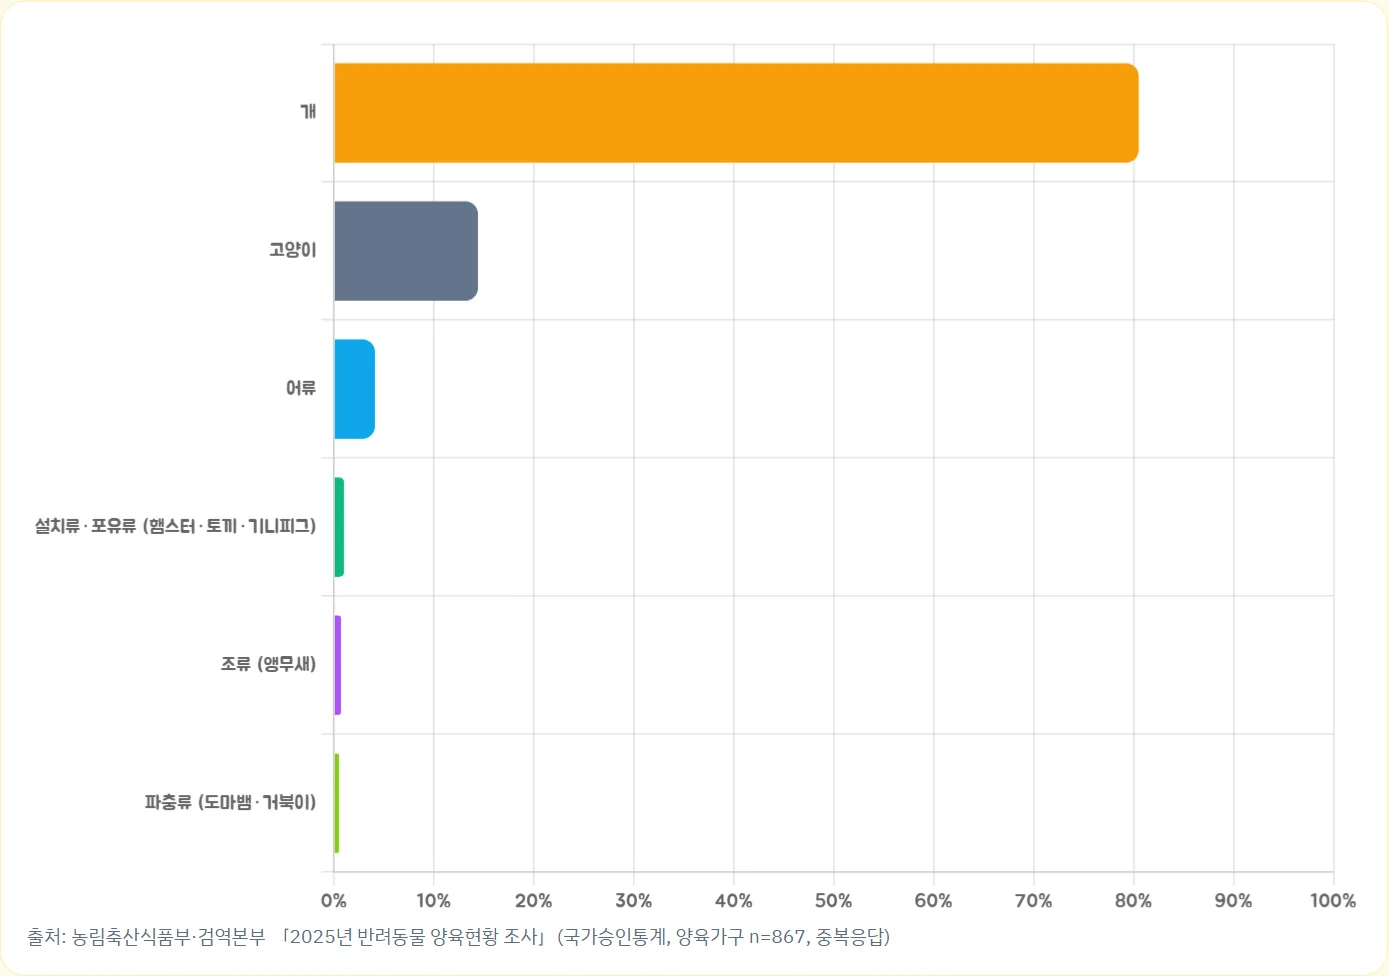 개
고양이
어류
설치류·포유류 (햄스터·토끼·기니피그)
조류 (앵무새)
파충류 (도마뱀·거북이)
0% 10% 20% 30% 40% 50% 60% 70% 80% 90% 100%
출처: 농림축산식품부·검역본부 「2025년 반려동물 양육현황 조사」 (국가승인통계, 양육가구 n=867, 중복응답)